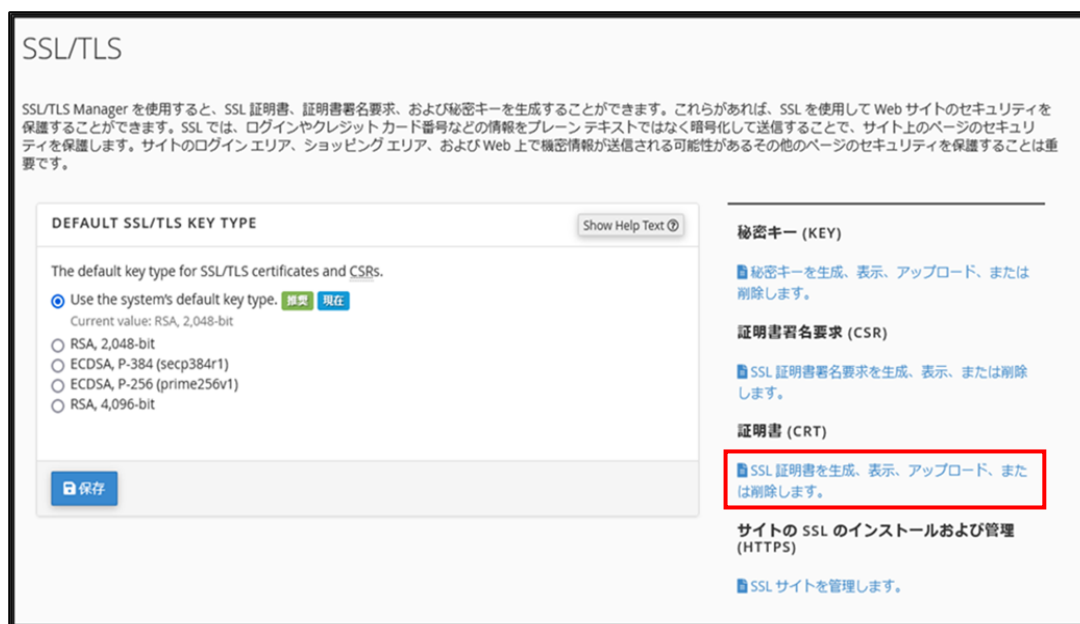 SSL/TLS
SSL/TLS Manager を使用すると、SSL 証明書、証明書署名要求、および秘密キーを生成することができます。これらがあれば、SSL を使用して Web サイトのセキュリティを
保護することができます。SSL では、ログインやクレジット カード番号などの情報をプレーン テキストではなく暗号化して送信することで、サイト上のページのセキュリ
ティを保護します。サイトのログイン エリア、ショッピング エリア、および Web 上で機密情報が送信される可能性があるその他のページのセキュリティを保護することは重
要です。
DEFAULT SSL/TLS KEY TYPE
Show Help Text
The default key type for SSL/TLS certificates and CSRs.
Use the system's default key type. 推奨 現在
Current value: RSA, 2,048-bit
RSA, 2,048-bit
ECDSA, P-384 (secp384r1)
ECDSA, P-256 (prime256v1)
RSA, 4,096-bit
保存
秘密キー (KEY)
秘密キーを生成、表示、アップロード、または
削除します。
証明書署名要求 (CSR)
SSL 証明書署名要求を生成、表示、または削除
します。
証明書 (CRT)
SSL 証明書を生成、表示、アップロード、また
は削除します。
サイトの SSL のインストールおよび管理
(HTTPS)
SSL サイトを管理します。